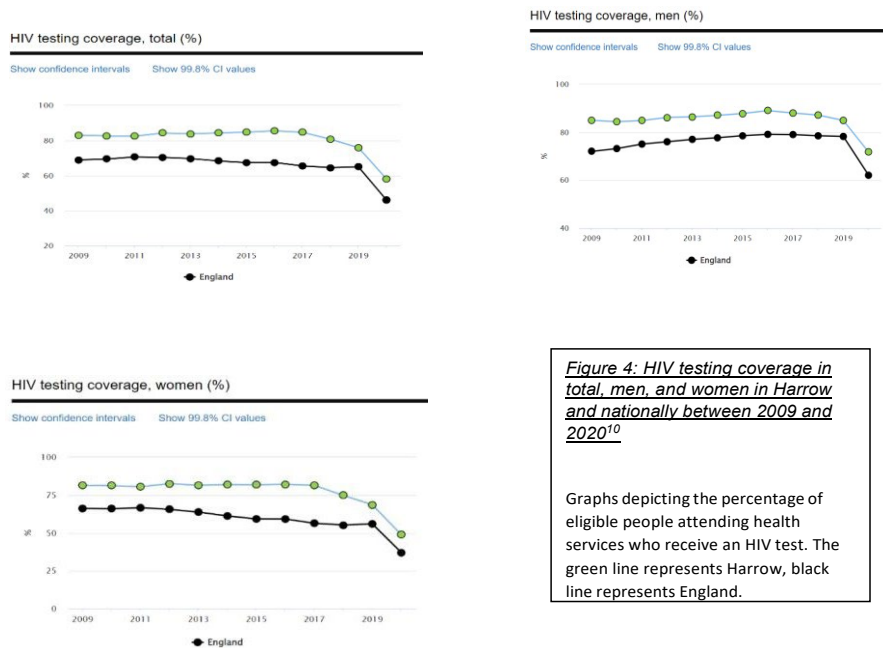 HIV testing coverage, total (%)
Show confidence intervals Show 99.8% CI values
100
80
60
40
20
%
2009 2011 2013 2015 2017 2019
England
HIV testing coverage, men (%)
Show confidence intervals Show 99.8% CI values
100
80
60
40
%
2009 2011 2013 2015 2017 2019
England
HIV testing coverage, women (%)
Show confidence intervals Show 99.8% CI values
100
75
50
25
0
%
2009 2011 2013 2015 2017 2019
England
Figure 4: HIV testing coverage in
total, men, and women in Harrow
and nationally between 2009 and
2020¹⁰
Graphs depicting the percentage of
eligible people attending health
services who receive an HIV test. The
green line represents Harrow, black
line represents England.